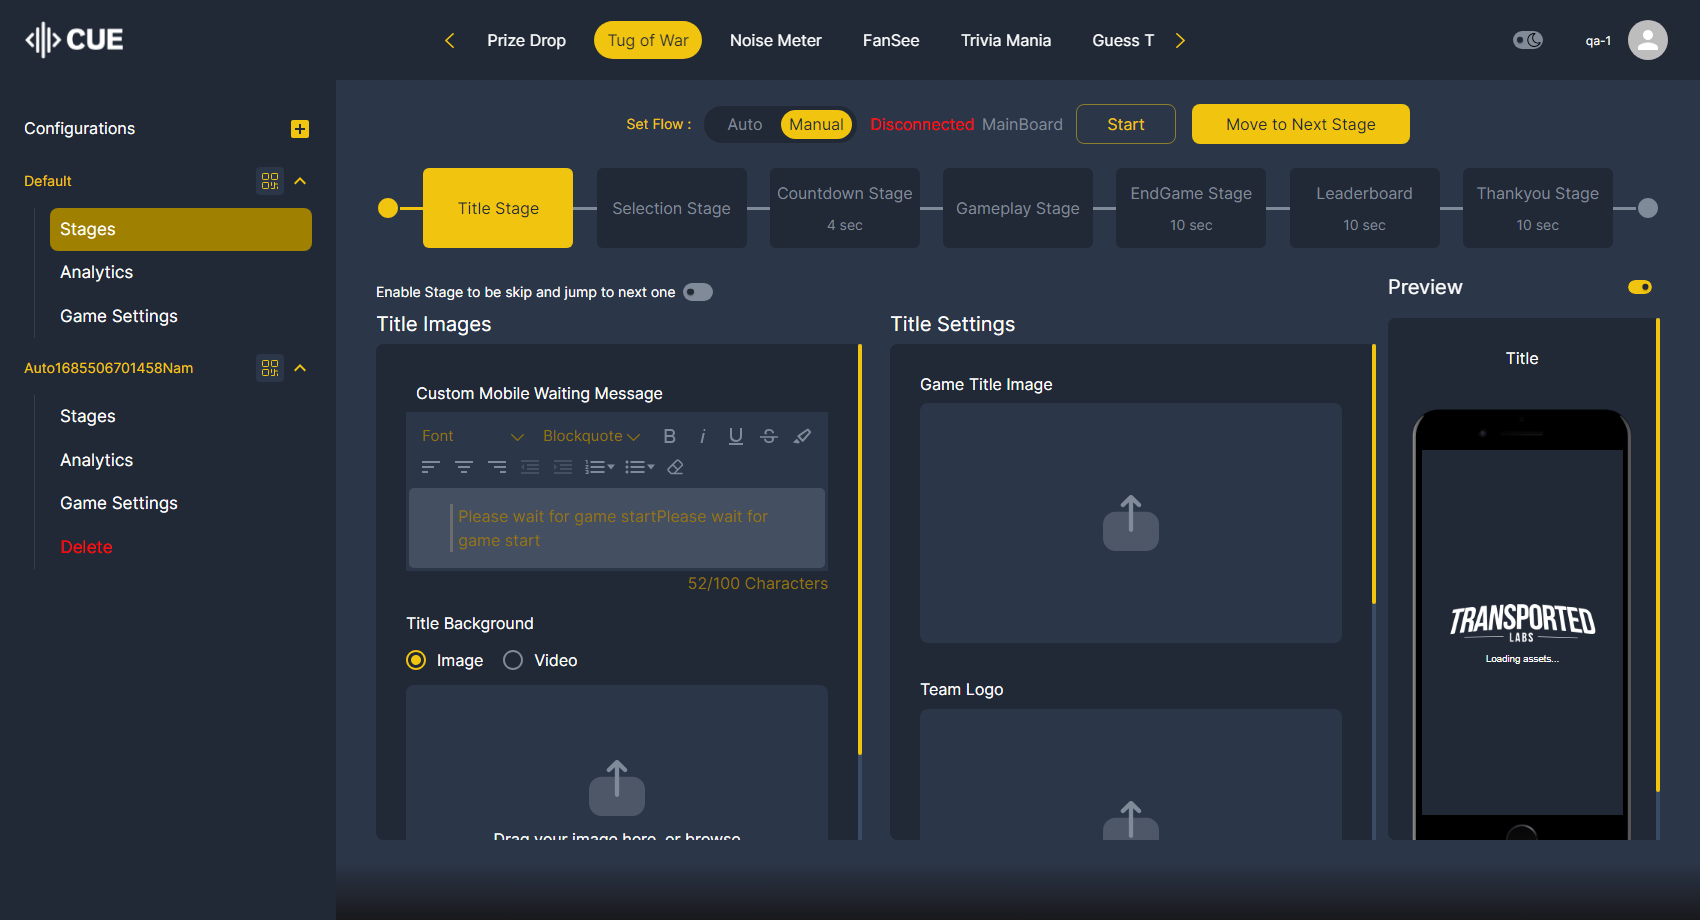 CUE
Prize Drop
Tug of War
Noise Meter
FanSee
Trivia Mania
Guess T
qa-1
Configurations
Default
Stages
Analytics
Game Settings
Auto1685506701458Nam
Stages
Analytics
Game Settings
Delete
Set Flow :
Auto
Manual
Disconnected MainBoard
Start
Move to Next Stage
Title Stage
Selection Stage
Countdown Stage
4 sec
Gameplay Stage
EndGame Stage
10 sec
Leaderboard
10 sec
Thankyou Stage
10 sec
Enable Stage to be skip and jump to next one
Title Images
Custom Mobile Waiting Message
Font
Blockquote
Please wait for game startPlease wait for
game start
52/100 Characters
Title Background
Image
Video
Drag your image here, or browse
Title Settings
Game Title Image
Team Logo
Preview
Title
TRANSPORTED
LABS
Loading assets...